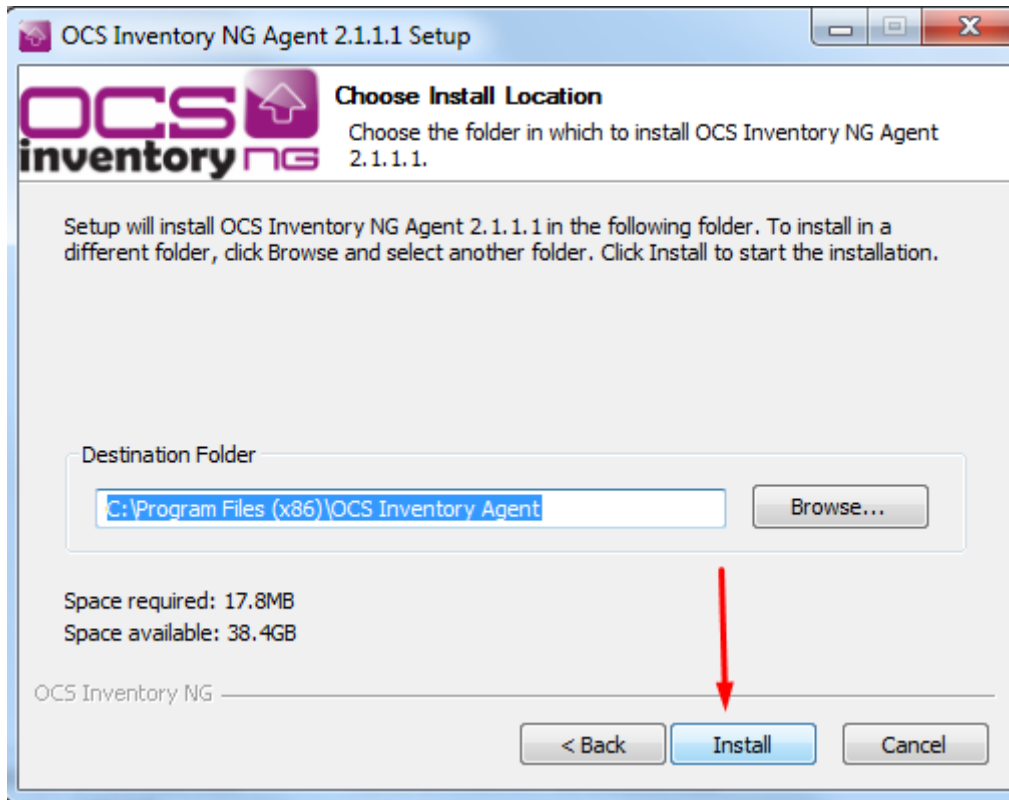 OCS Inventory NG Agent 2.1.1.1 Setup
OCS
inventory NG
Choose Install Location
Choose the folder in which to install OCS Inventory NG Agent
2.1.1.1.
Setup will install OCS Inventory NG Agent 2.1.1.1 in the following folder. To install in a
different folder, click Browse and select another folder. Click Install to start the installation.
Destination Folder
C:\Program Files (x86)\OCS Inventory Agent
Browse...
Space required: 17.8MB
Space available: 38.4GB
OCS Inventory NG
< Back
Install
Cancel